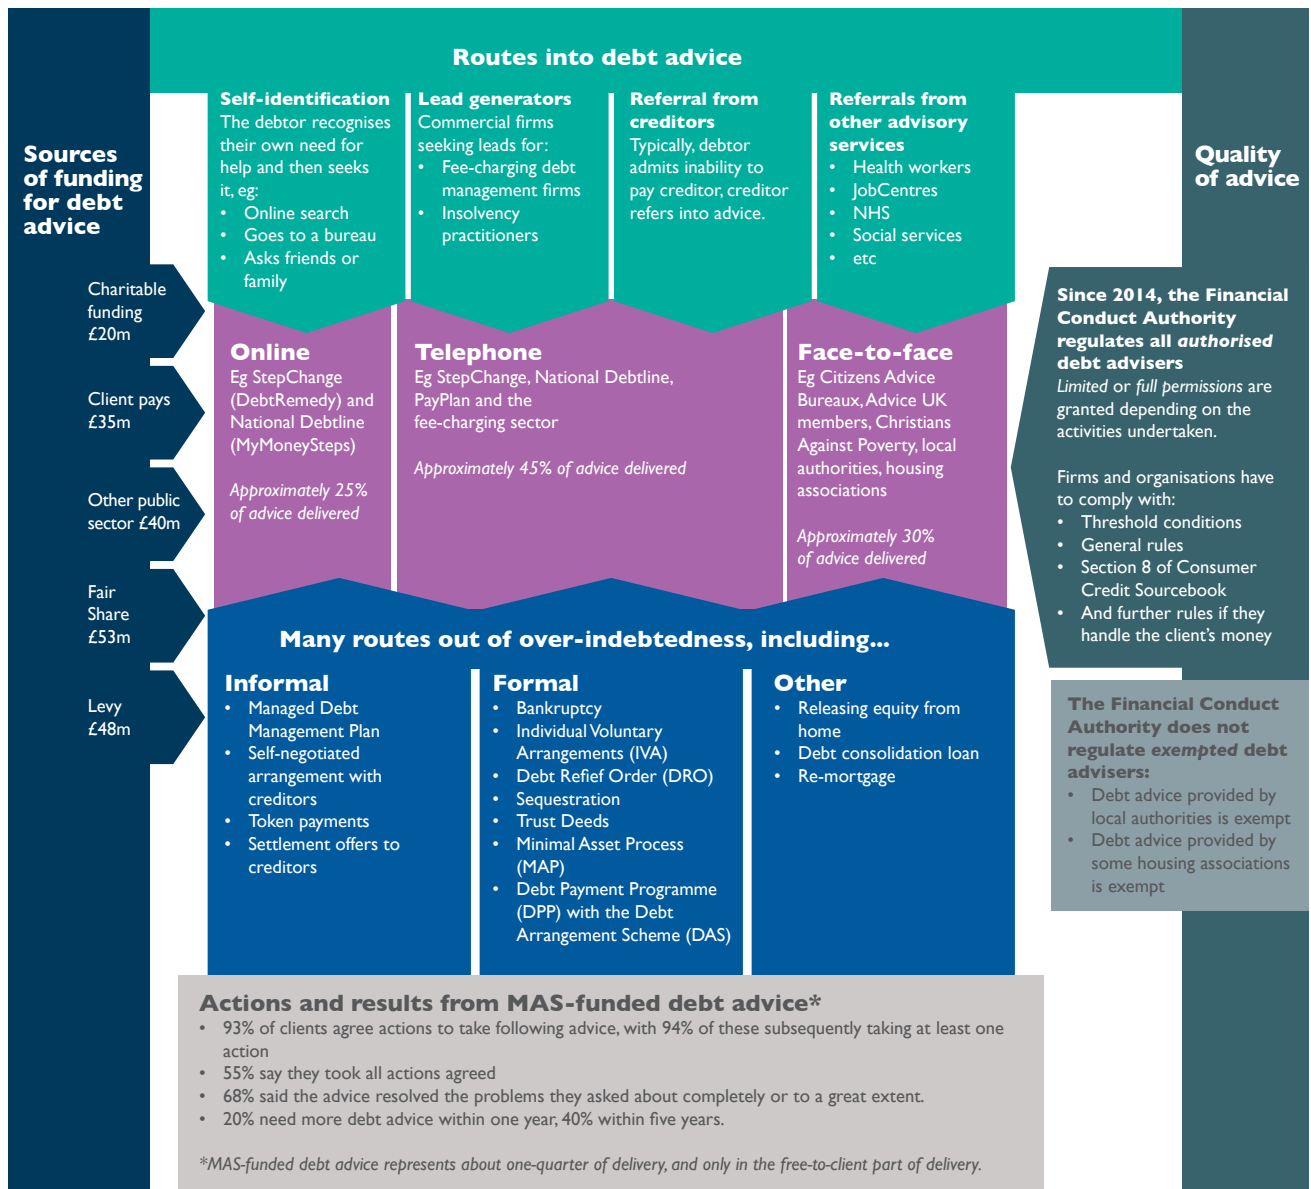 Routes into debt advice
Sources
of funding
for debt
advice
Charitable
funding
£20m
Client pays
£35m
Other public
sector £40m
Fair
Share
£53m
Levy
£48m
Self-identification
The debtor recognises
their own need for
help and then seeks
it, eg:
• Online search
• Goes to a bureau
• Asks friends or
family
Lead generators
Commercial firms
seeking leads for:
• Fee-charging debt
management firms
• Insolvency
practitioners
Referral from
creditors
Typically, debtor
admits inability to
pay creditor, creditor
refers into advice.
Referrals from
other advisory
services
• Health workers
• JobCentres
• NHS
• Social services
• etc
Online
Eg StepChange
(DebtRemedy) and
National Debtline
(MyMoneySteps)
Approximately 25%
of advice delivered
Telephone
Eg StepChange, National Debtline,
PayPlan and the
fee-charging sector
Approximately 45% of advice delivered
Face-to-face
Eg Citizens Advice
Bureaux, Advice UK
members, Christians
Against Poverty, local
authorities, housing
associations
Approximately 30%
of advice delivered
Many routes out of over-indebtedness, including...
Informal
• Managed Debt
Management Plan
• Self-negotiated
arrangement with
creditors
• Token payments
• Settlement offers to
creditors
Formal
• Bankruptcy
• Individual Voluntary
Arrangements (IVA)
• Debt Refief Order (DRO)
• Sequestration
• Trust Deeds
• Minimal Asset Process
(MAP)
• Debt Payment Programme
(DPP) with the Debt
Arrangement Scheme (DAS)
Other
• Releasing equity from
home
• Debt consolidation loan
• Re-mortgage
Actions and results from MAS-funded debt advice*
• 93% of clients agree actions to take following advice, with 94% of these subsequently taking at least one
action
• 55% say they took all actions agreed
• 68% said the advice resolved the problems they asked about completely or to a great extent.
• 20% need more debt advice within one year, 40% within five years.
*MAS-funded debt advice represents about one-quarter of delivery, and only in the free-to-client part of delivery.
Quality
of advice
Since 2014, the Financial
Conduct Authority
regulates all authorised
debt advisers
Limited or full permissions are
granted depending on the
activities undertaken.
Firms and organisations have
to comply with:
• Threshold conditions
• General rules
• Section 8 of Consumer
Credit Sourcebook
• And further rules if they
handle the client’s money
The Financial Conduct
Authority does not
regulate exempted debt
advisers:
• Debt advice provided by
local authorities is exempt
• Debt advice provided by
some housing associations
is exempt